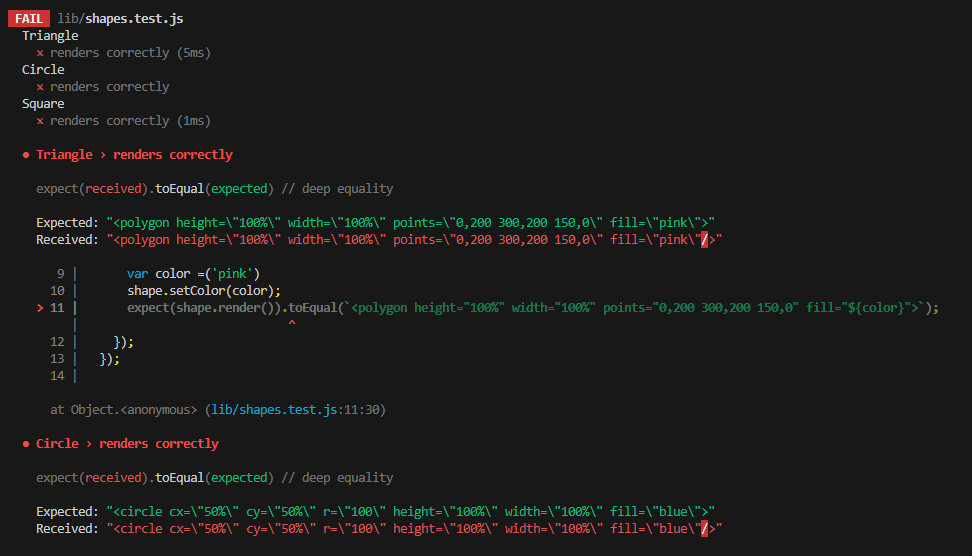 FAIL lib/shapes.test.js
Triangle
× renders correctly (5ms)
Circle
× renders correctly
Square
× renders correctly (1ms)
● Triangle › renders correctly
expect(received).toEqual(expected) // deep equality
Expected: "<polygon height=\"100%\" width=\"100%\" points=\"0,200 300,200 150,0\" fill=\"pink\">"
Received: "<polygon height=\"100%\" width=\"100%\" points=\"0,200 300,200 150,0\" fill=\"pink\"/>"
9 | var color =('pink')
10 | shape.setColor(color);
> 11 | expect(shape.render()).toEqual(`<polygon height="100%" width="100%" points="0,200 300,200 150,0" fill="${color}">`);
| ^
12 | });
13 | });
14 |
at Object.<anonymous> (lib/shapes.test.js:11:30)
● Circle › renders correctly
expect(received).toEqual(expected) // deep equality
Expected: "<circle cx=\"50%\" cy=\"50%\" r=\"100\" height=\"100%\" width=\"100%\" fill=\"blue\">"
Received: "<circle cx=\"50%\" cy=\"50%\" r=\"100\" height=\"100%\" width=\"100%\" fill=\"blue\"/>"